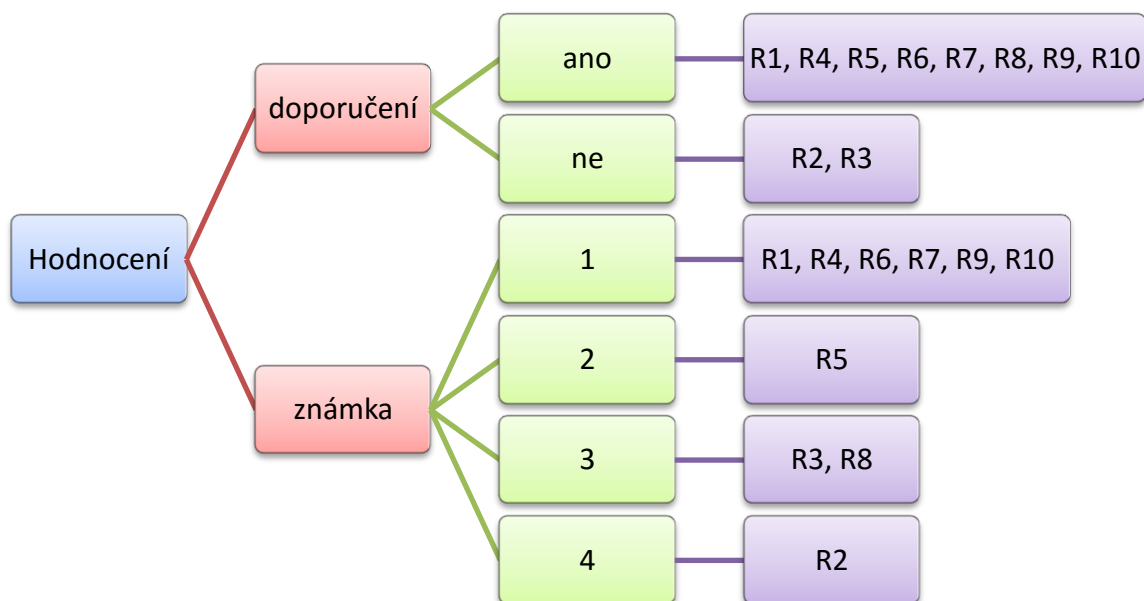 ano
R1, R4, R5, R6, R7, R8, R9, R10
doporučení
ne
R2, R3
Hodnocení
1
R1, R4, R6, R7, R9, R10
2
R5
známka
3
R3, R8
4
R2